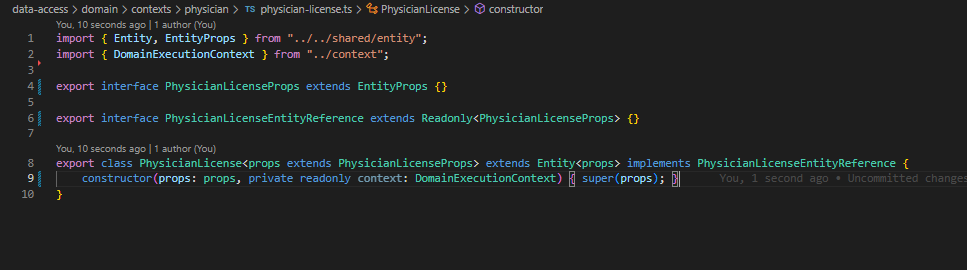 data-access > domain > contexts > physician > TS physician-license.ts > PhysicianLicense > constructor
You, 10 seconds ago | 1 author (You)
1 import { Entity, EntityProps } from "../../shared/entity";
2 import { DomainExecutionContext } from "../context";
3
4 export interface PhysicianLicenseProps extends EntityProps {}
5
6 export interface PhysicianLicenseEntityReference extends Readonly<PhysicianLicenseProps> {}
7
You, 10 seconds ago | 1 author (You)
8 export class PhysicianLicense<props extends PhysicianLicenseProps> extends Entity<props> implements PhysicianLicenseEntityReference {
9 constructor(props: props, private readonly context: DomainExecutionContext) { super(props); } You, 1 second ago • Uncommitted changes
10 }